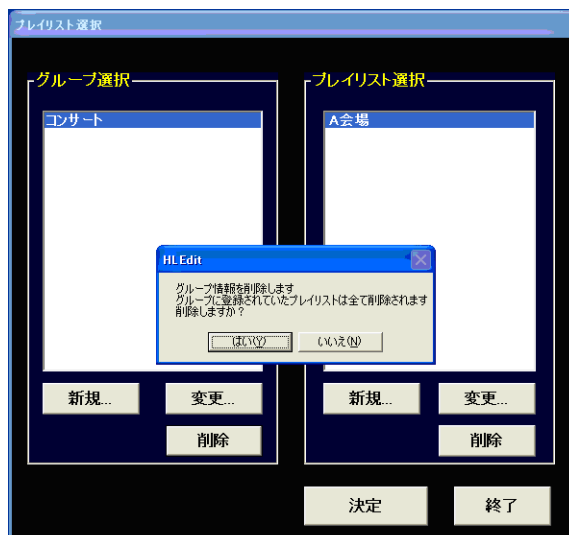 プレイリスト選択
グループ選択
プレイリスト選択
コンサート
A会場
HLEdit
グループ情報を削除します
グループに登録されていたプレイリストは全て削除されます
削除しますか？
はい(Y)
いいえ(N)
新規...
変更...
新規...
変更...
削除
削除
決定
終了